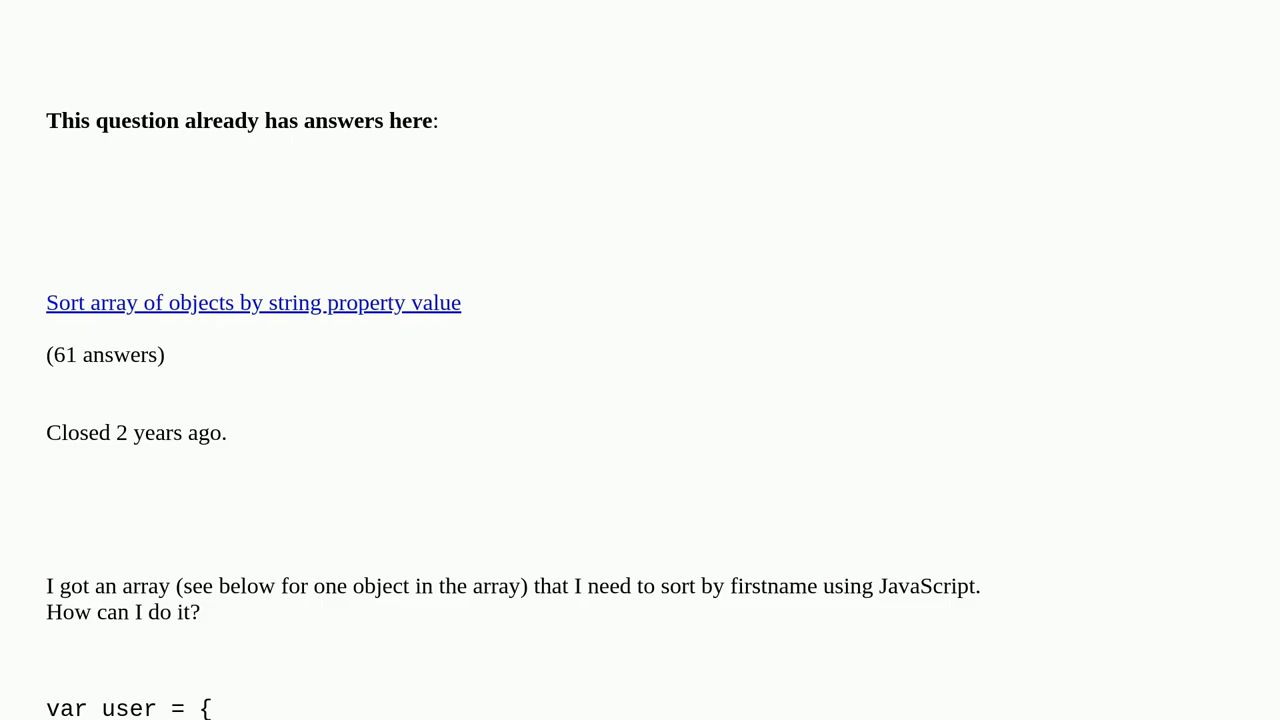 This question already has answers here:
Sort array of objects by string property value
(61 answers)
Closed 2 years ago.
I got an array (see below for one object in the array) that I need to sort by firstname using JavaScript.
How can I do it?
var user = {